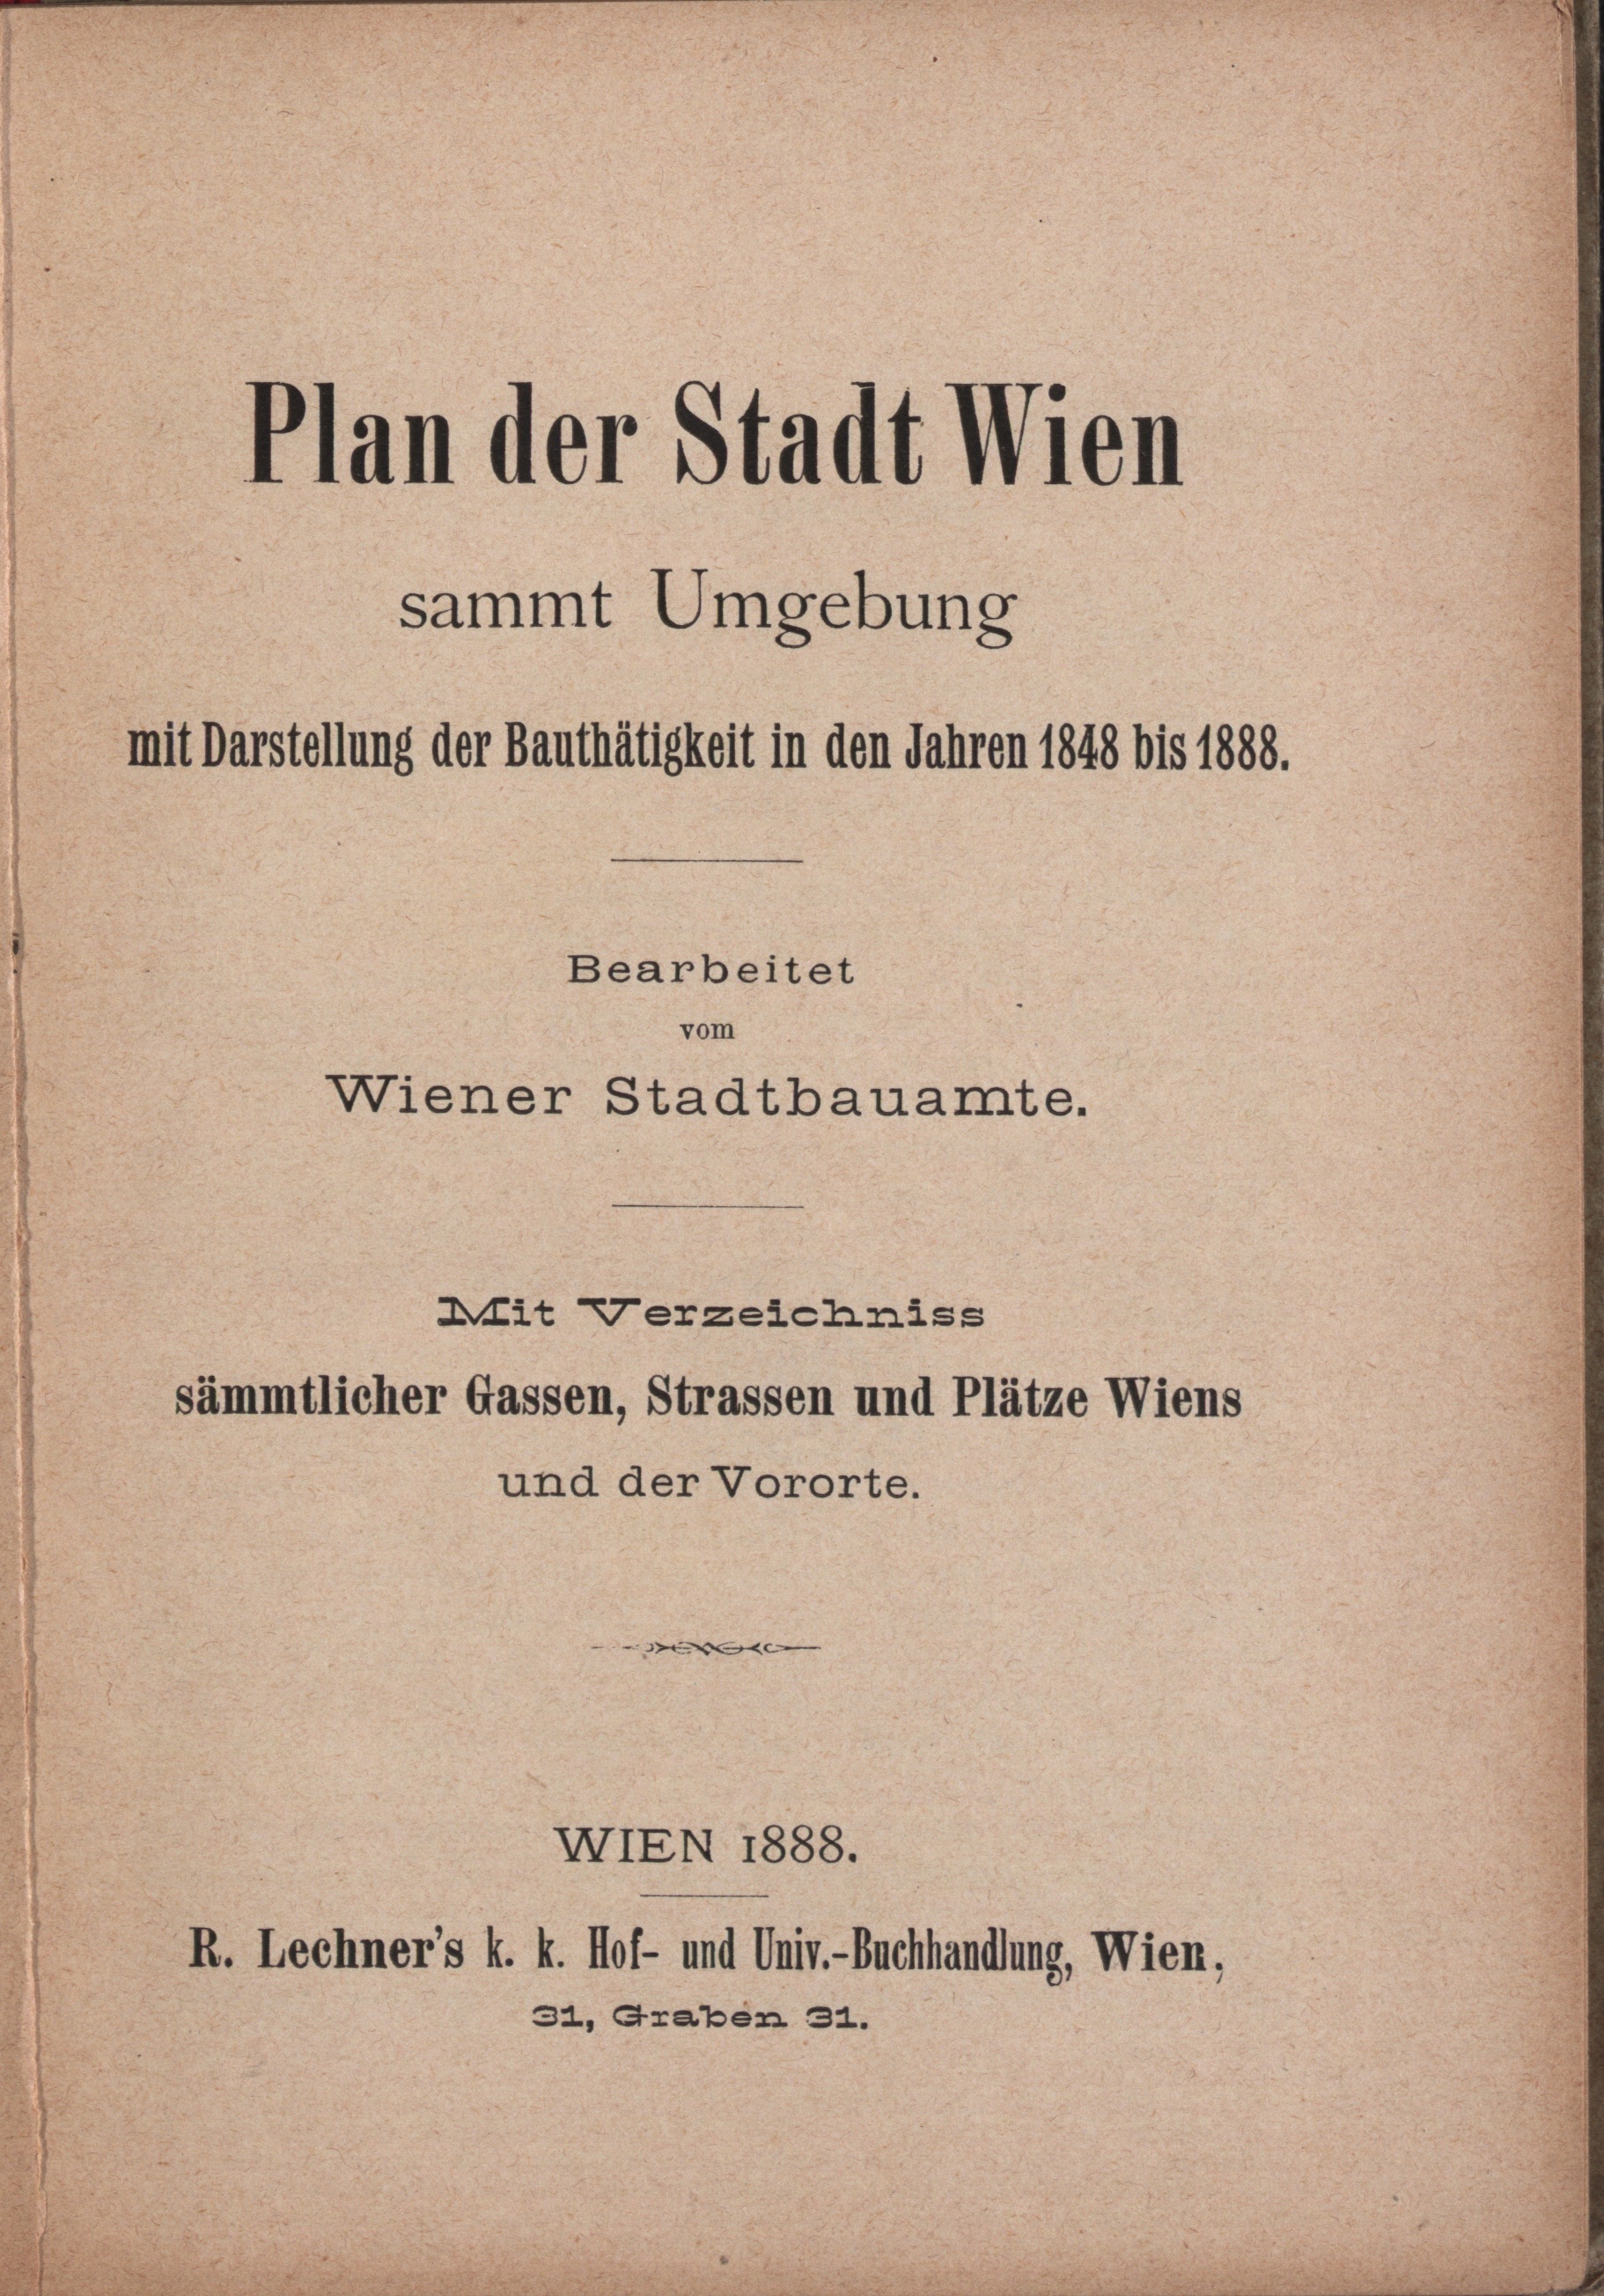 Plan der Stadt Wien
sammt Umgebung
mit Darstellung der Bauthätigkeit in den Jahren 1848 bis 1888.
Bearbeitet
vom
Wiener Stadtbauamte.
Mit Verzeichniss
sämmtlicher Gassen, Strassen und Plätze Wiens
und der Vororte.
WIEN 1888.
R. Lechner's k. k. Hof- und Univ.-Buchhandlung, Wien,
31, Graben 31.